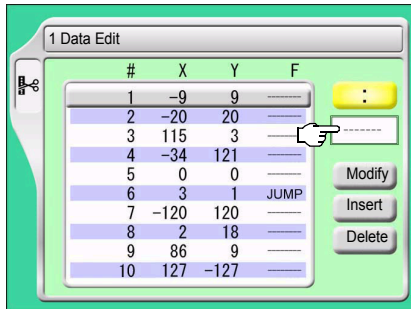 1 Data Edit
# X Y F
1 −9 9 --------
:
2 −20 20 --------
-------
3 115 3 --------
4 −34 121 --------
5 0 0 --------
Modify
6 3 1 JUMP
Insert
7 −120 120 --------
8 2 18 --------
Delete
9 86 9 --------
10 127 −127 --------